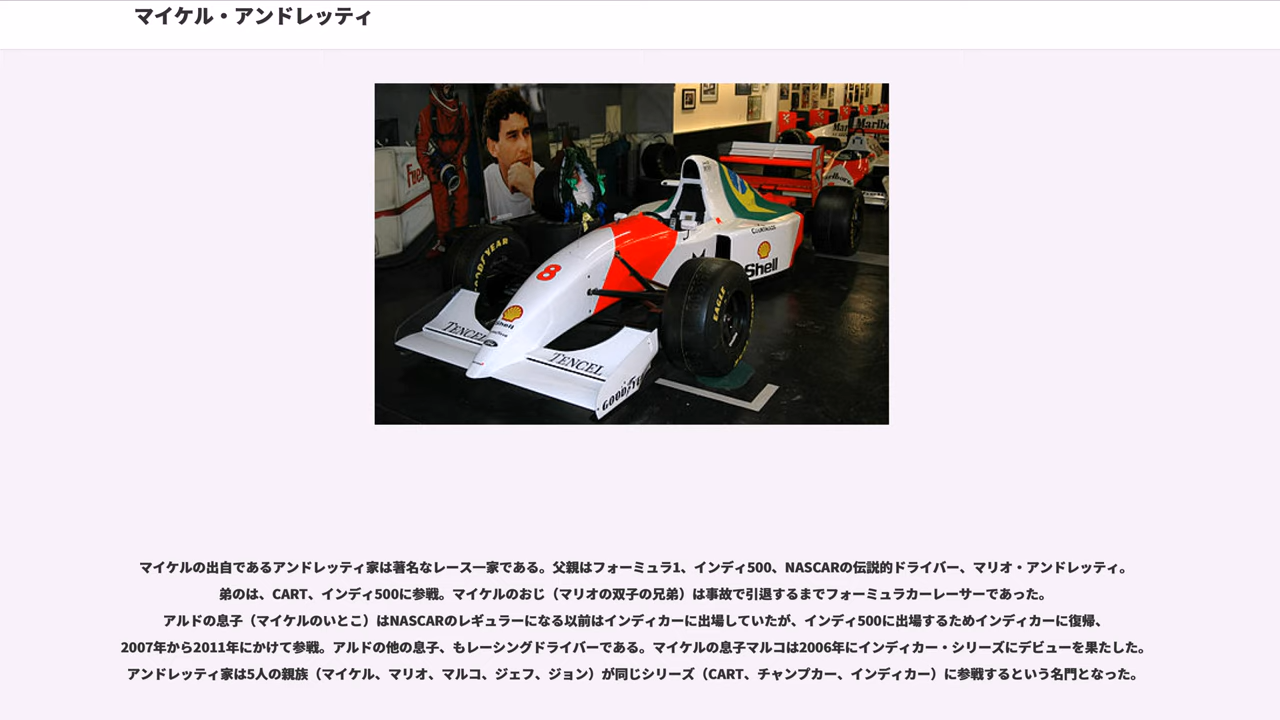 マイケル・アンドレッティ
Marlboro
GOODYEAR
8
Shell
TENCEL
Ford
TENCEL
GOODYEAR
EAGLE
Courtaulds
Shell
マイケルの出自であるアンドレッティ家は著名なレース一家である。父親はフォーミュラ1、インディ500、NASCARの伝説的ドライバー、マリオ・アンドレッティ。
弟のは、CART、インディ500に参戦。マイケルのおじ（マリオの双子の兄弟）は事故で引退するまでフォーミュラカーレーサーであった。
アルドの息子（マイケルのいとこ）はNASCARのレギュラーになる以前はインディカーに出場していたが、インディ500に出場するためインディカーに復帰、
2007年から2011年にかけて参戦。アルドの他の息子、もレーシングドライバーである。マイケルの息子マルコは2006年にインディカー・シリーズにデビューを果たした。
アンドレッティ家は5人の親族（マイケル、マリオ、マルコ、ジェフ、ジョン）が同じシリーズ（CART、チャンプカー、インディカー）に参戦するという名門となった。